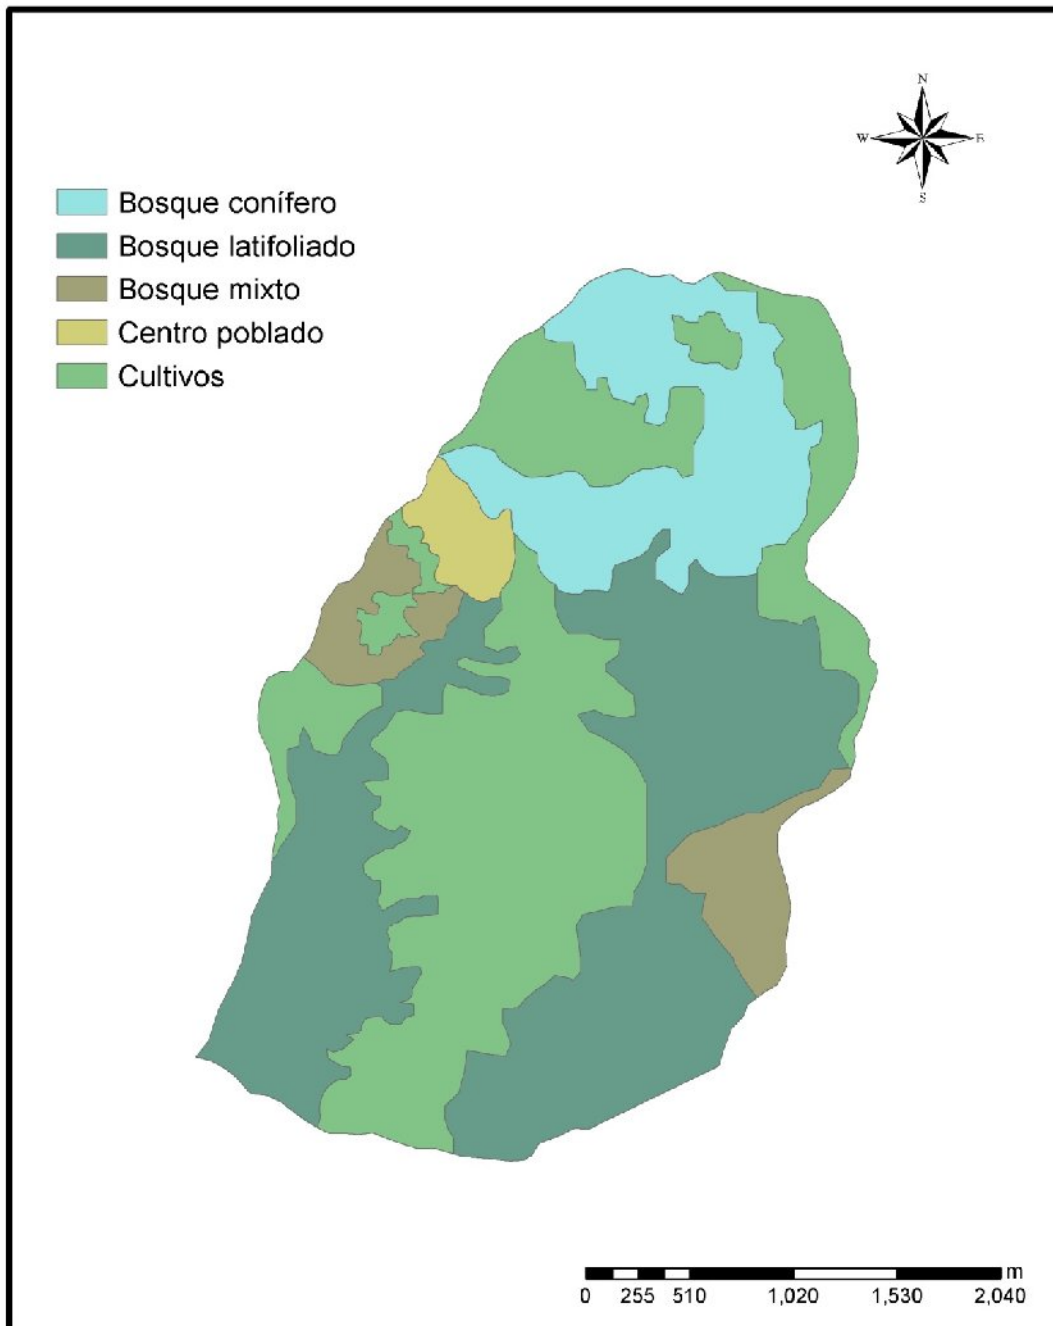 N
W E
S
Bosque conífero
Bosque latifoliado
Bosque mixto
Centro poblado
Cultivos
m
0 255 510 1,020 1,530 2,040